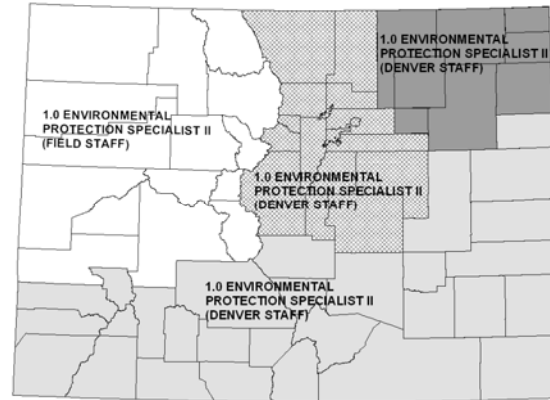 1.0 ENVIRONMENTAL
PROTECTION SPECIALIST II
(DENVER STAFF)
1.0 ENVIRONMENTAL
PROTECTION SPECIALIST II
(FIELD STAFF)
1.0 ENVIRONMENTAL
PROTECTION SPECIALIST II
(DENVER STAFF)
1.0 ENVIRONMENTAL
PROTECTION SPECIALIST II
(DENVER STAFF)